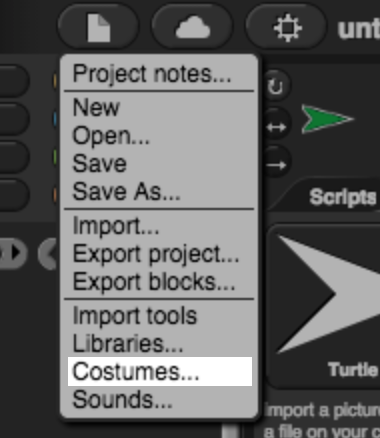 unt
Project notes...
New
Open...
Save
Save As...
Import...
Export project...
Export blocks...
Import tools
Libraries...
Costumes...
Sounds...
Scripts
Turtle
import a pictur
a file on your c